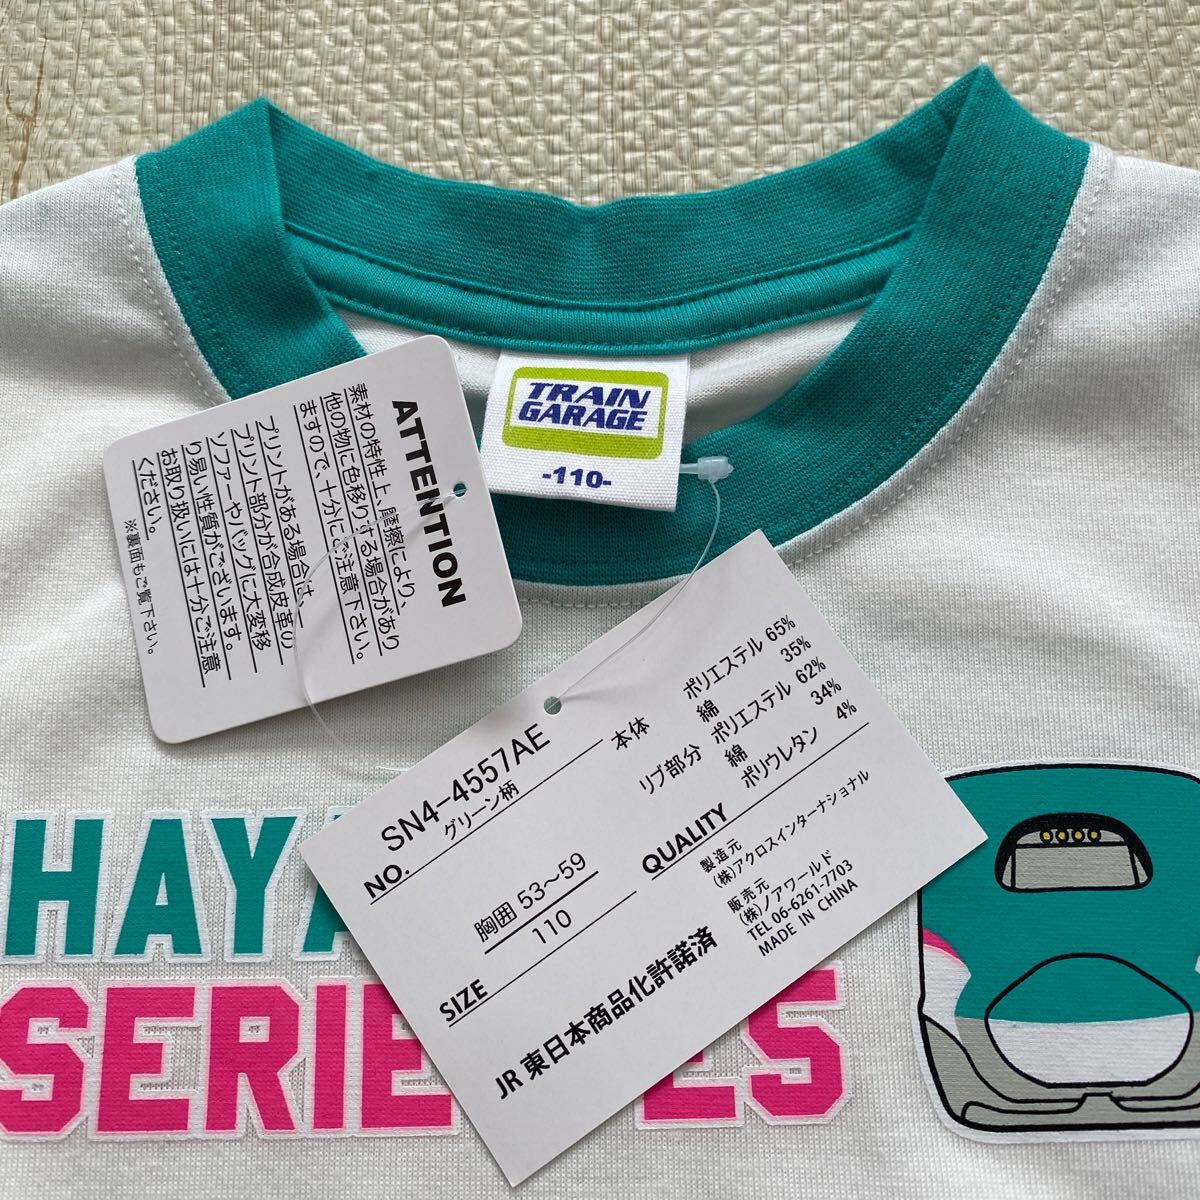 TRAIN
GARAGE
-110-
ATTENTION
素材の特性上、摩擦により、
他の物に色移りする場合があり
ますので、十分にご注意下さい。
プリントがある場合は、
プリント部分が合成皮革の
ソファーやバッグに大変移
り易い性質がございます。
お取り扱いには十分ご注意
ください。
※裏面もご覧下さい。
NO.
SN4-4557AE
グリーン柄
SIZE
胸囲 53〜59
110
本体 ポリエステル 65%
綿 35%
リブ部分 ポリエステル 62%
綿 34%
ポリウレタン 4%
QUALITY
製造元
(株)アクロスインターナショナル
販売元
(株)ノアワールド
TEL 06-6261-7703
MADE IN CHINA
JR 東日本商品化許諾済
HAYA
SERIE ES